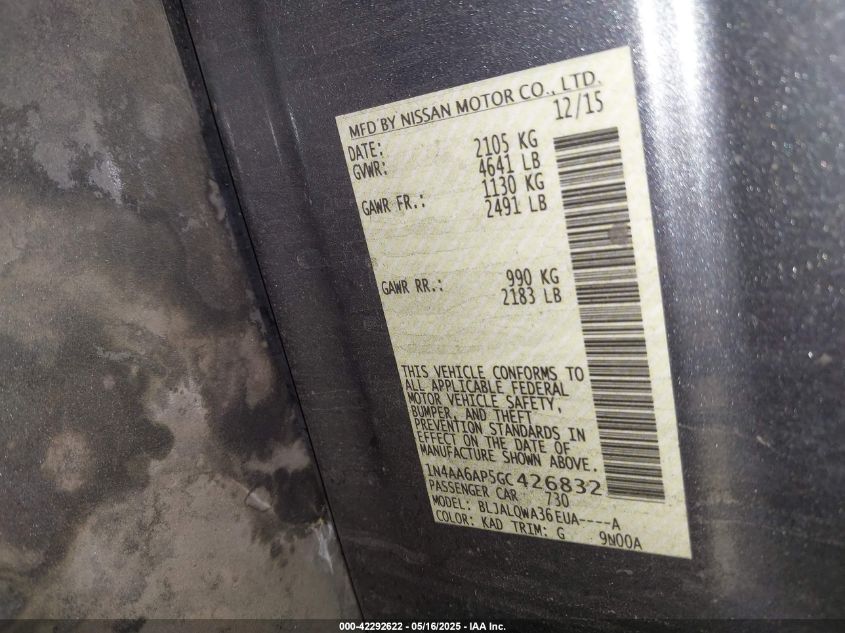 MFD BY NISSAN MOTOR CO., LTD.
DATE: 12/15
GVWR: 2105 KG
4641 LB
GAWR FR.: 1130 KG
2491 LB
GAWR RR.: 990 KG
2183 LB
THIS VEHICLE CONFORMS TO
ALL APPLICABLE FEDERAL
MOTOR VEHICLE SAFETY,
BUMPER, AND THEFT
PREVENTION STANDARDS IN
EFFECT ON THE DATE OF
MANUFACTURE SHOWN ABOVE.
1N4AA6AP5GC426832
PASSENGER CAR 730
MODEL: BLJALQWA36EUA----A
COLOR: KAD TRIM: G 9N00A
000-42292622 - 05/16/2025 - IAA Inc.